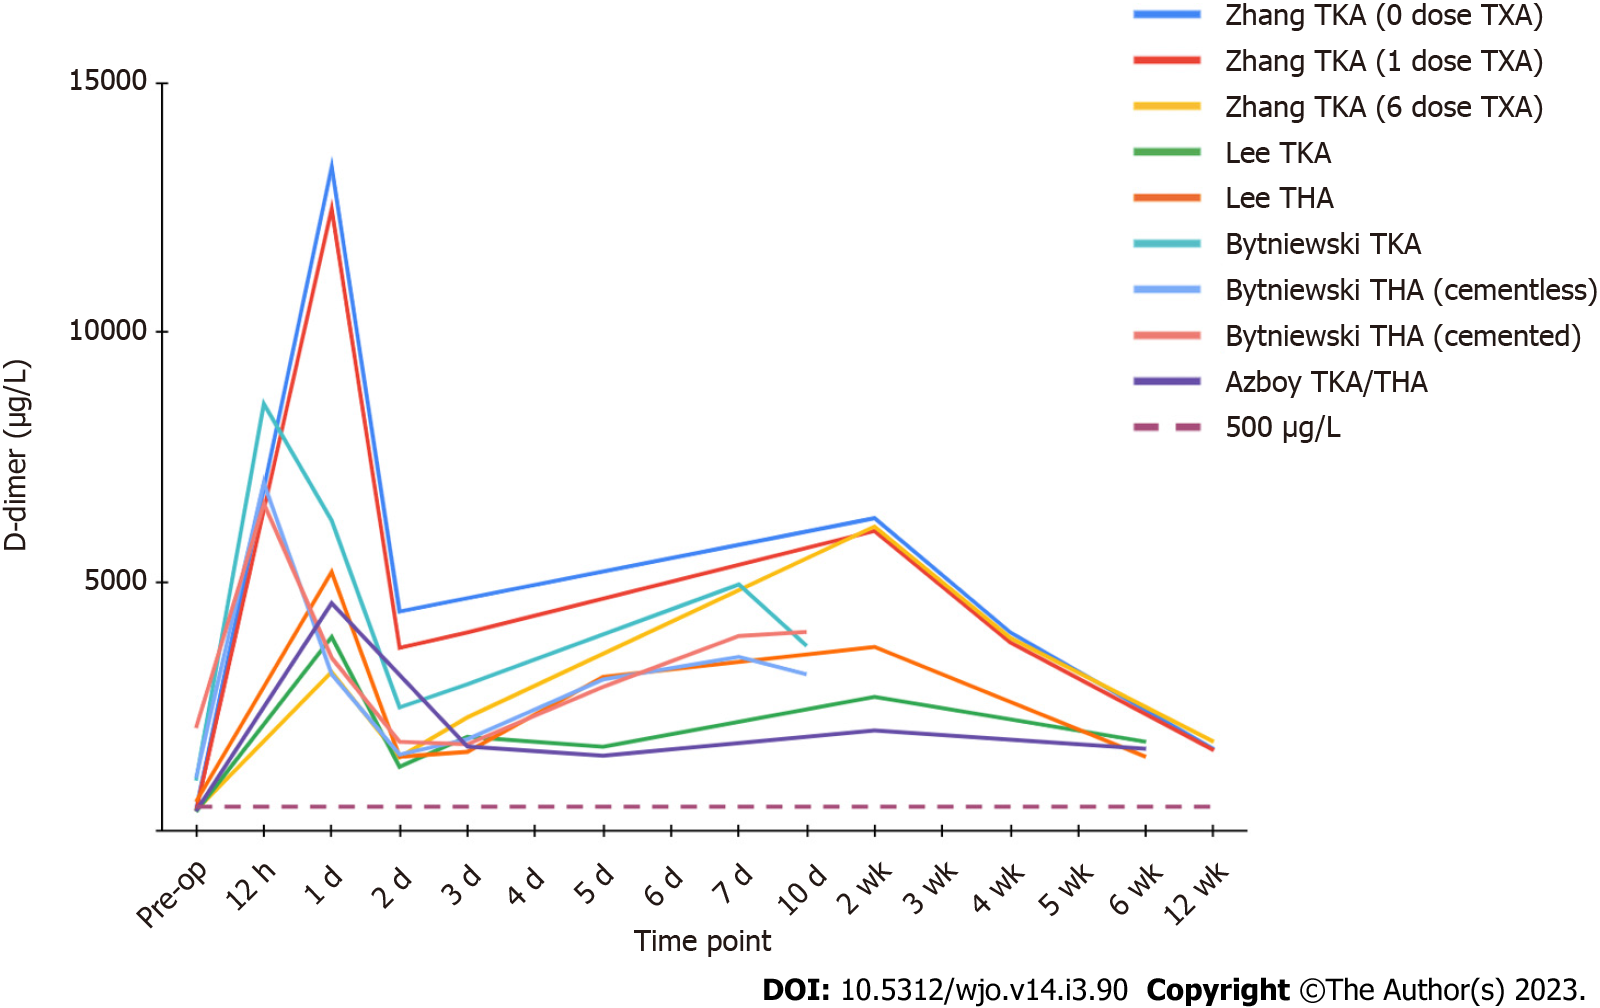 Zhang TKA (0 dose TXA)
Zhang TKA (1 dose TXA)
Zhang TKA (6 dose TXA)
Lee TKA
Lee THA
Bytniewski TKA
Bytniewski THA (cementless)
Bytniewski THA (cemented)
Azboy TKA/THA
500 µg/L
15000
10000
5000
D-dimer (µg/L)
Pre-op
12 h
1 d
2 d
3 d
4 d
5 d
6 d
7 d
10 d
2 wk
3 wk
4 wk
5 wk
6 wk
12 wk
Time point
DOI: 10.5312/wjo.v14.i3.90 Copyright ©The Author(s) 2023.